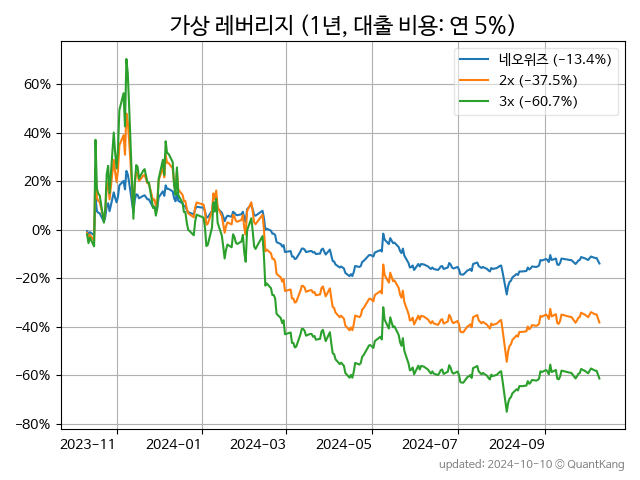 가상 레버리지 (1년, 대출 비용: 연 5%)
네오위즈 (-13.4%)
2x (-37.5%)
3x (-60.7%)
60%
40%
20%
0%
-20%
-40%
-60%
-80%
2023-11 2024-01 2024-03 2024-05 2024-07 2024-09
updated: 2024-10-10 © QuantKang